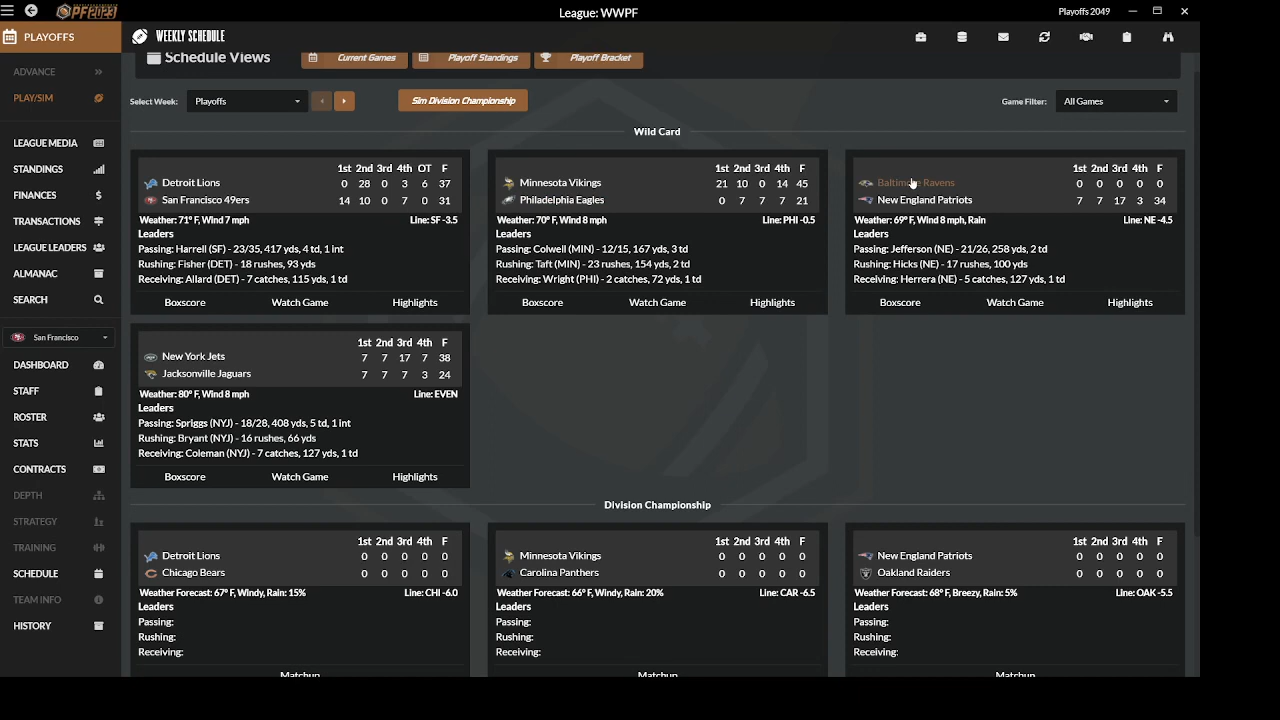 PF2023
League: WWPF
Playoffs 2049
PLAYOFFS
WEEKLY SCHEDULE
ADVANCE
PLAY/SIM
LEAGUE MEDIA
STANDINGS
FINANCES
TRANSACTIONS
LEAGUE LEADERS
ALMANAC
SEARCH
San Francisco
DASHBOARD
STAFF
ROSTER
STATS
CONTRACTS
DEPTH
STRATEGY
TRAINING
SCHEDULE
TEAM INFO
HISTORY
Schedule Views
Current Games
Playoff Standings
Playoff Bracket
Select Week:
Playoffs
Sim Division Championship
Game Filter:
All Games
Wild Card
1st 2nd 3rd 4th OT F
Detroit Lions 0 28 0 3 6 37
San Francisco 49ers 14 10 0 7 0 31
Weather: 71° F, Wind 7 mph Line: SF -3.5
Leaders
Passing: Harrell (SF) - 23/35, 417 yds, 4 td, 1 int
Rushing: Fisher (DET) - 18 rushes, 93 yds
Receiving: Allard (DET) - 7 catches, 115 yds, 1 td
Boxscore Watch Game Highlights
1st 2nd 3rd 4th F
Minnesota Vikings 21 10 0 14 45
Philadelphia Eagles 0 7 7 7 21
Weather: 70° F, Wind 8 mph Line: PHI -0.5
Leaders
Passing: Colwell (MIN) - 12/15, 167 yds, 3 td
Rushing: Taft (MIN) - 23 rushes, 154 yds, 2 td
Receiving: Wright (PHI) - 2 catches, 72 yds, 1 td
Boxscore Watch Game Highlights
1st 2nd 3rd 4th F
Baltimore Ravens 0 0 0 0 0
New England Patriots 7 7 17 3 34
Weather: 69° F, Wind 8 mph, Rain Line: NE -4.5
Leaders
Passing: Jefferson (NE) - 21/26, 258 yds, 2 td
Rushing: Hicks (NE) - 17 rushes, 100 yds
Receiving: Herrera (NE) - 5 catches, 127 yds, 1 td
Boxscore Watch Game Highlights
1st 2nd 3rd 4th F
New York Jets 7 7 17 7 38
Jacksonville Jaguars 7 7 7 3 24
Weather: 80° F, Wind 8 mph Line: EVEN
Leaders
Passing: Spriggs (NYJ) - 18/28, 408 yds, 5 td, 1 int
Rushing: Bryant (NYJ) - 16 rushes, 66 yds
Receiving: Coleman (NYJ) - 7 catches, 127 yds, 1 td
Boxscore Watch Game Highlights
Division Championship
1st 2nd 3rd 4th F
Detroit Lions 0 0 0 0 0
Chicago Bears 0 0 0 0 0
Weather Forecast: 67° F, Windy, Rain: 15% Line: CHI -6.0
Leaders
Passing:
Rushing:
Receiving:
Matchup
1st 2nd 3rd 4th F
Minnesota Vikings 0 0 0 0 0
Carolina Panthers 0 0 0 0 0
Weather Forecast: 66° F, Windy, Rain: 20% Line: CAR -6.5
Leaders
Passing:
Rushing:
Receiving:
Matchup
1st 2nd 3rd 4th F
New England Patriots 0 0 0 0 0
Oakland Raiders 0 0 0 0 0
Weather Forecast: 68° F, Breezy, Rain: 5% Line: OAK -5.5
Leaders
Passing:
Rushing:
Receiving:
Matchup